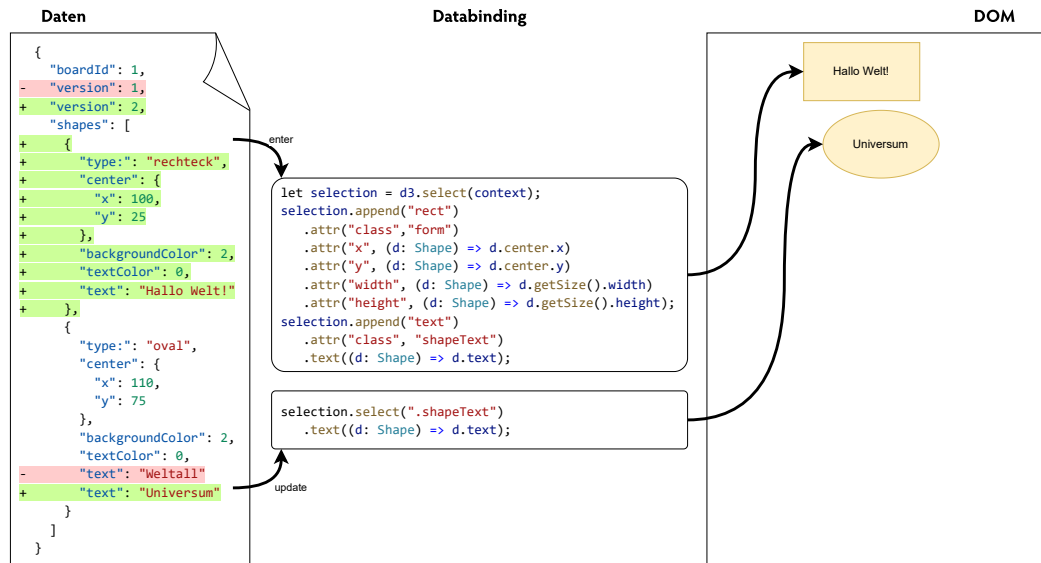 Daten
Databinding
DOM
{
"boardId": 1,
- "version": 1,
+ "version": 2,
"shapes": [
+ {
+ "type:": "rechteck",
+ "center": {
+ "x": 100,
+ "y": 25
+ },
+ "backgroundColor": 2,
+ "textColor": 0,
+ "text": "Hallo Welt!"
+ },
{
"type:": "oval",
"center": {
"x": 110,
"y": 75
},
"backgroundColor": 2,
"textColor": 0,
- "text": "Weltall"
+ "text": "Universum"
}
]
}
enter
let selection = d3.select(context);
selection.append("rect")
.attr("class","form")
.attr("x", (d: Shape) => d.center.x)
.attr("y", (d: Shape) => d.center.y)
.attr("width", (d: Shape) => d.getSize().width)
.attr("height", (d: Shape) => d.getSize().height);
selection.append("text")
.attr("class", "shapeText")
.text((d: Shape) => d.text);
selection.select(".shapeText")
.text((d: Shape) => d.text);
update
Hallo Welt!
Universum